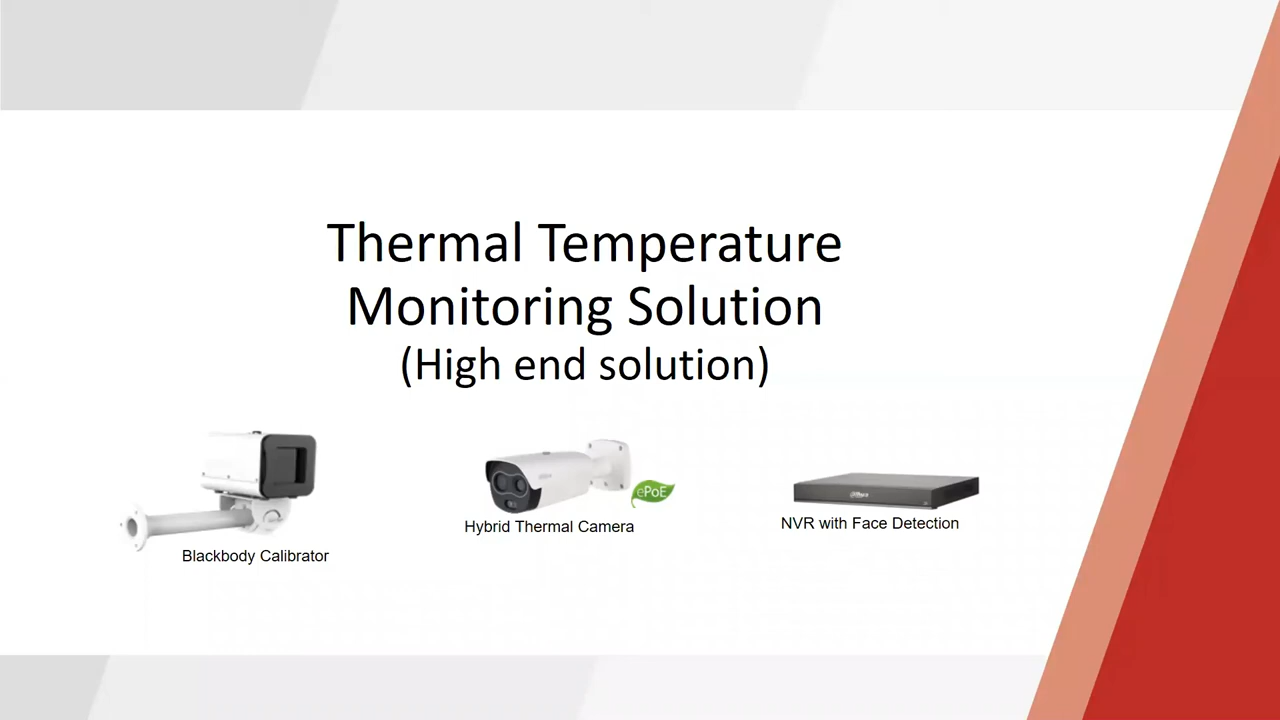 Thermal Temperature
Monitoring Solution
(High end solution)
ePoE
Hybrid Thermal Camera
NVR with Face Detection
Blackbody Calibrator